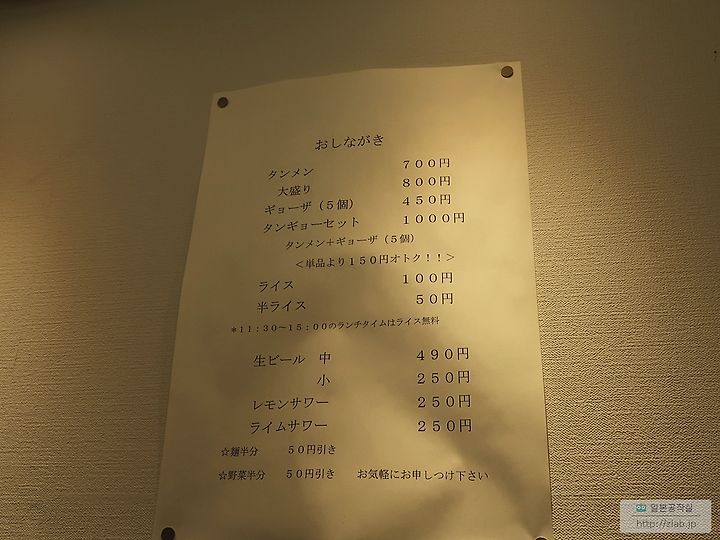 おしながき
タンメン ７００円
大盛り ８００円
ギョーザ（５個） ４５０円
タンギョーセット １０００円
タンメン＋ギョーザ（５個）
＜単品より１５０円オトク！！＞
ライス １００円
半ライス ５０円
＊１１：３０～１５：００のランチタイムはライス無料
生ビール 中 ４９０円
小 ２５０円
レモンサワー ２５０円
ライムサワー ２５０円
☆麺半分 ５０円引き
☆野菜半分 ５０円引き お気軽にお申しつけ下さい
일본공작실
http://zlab.jp